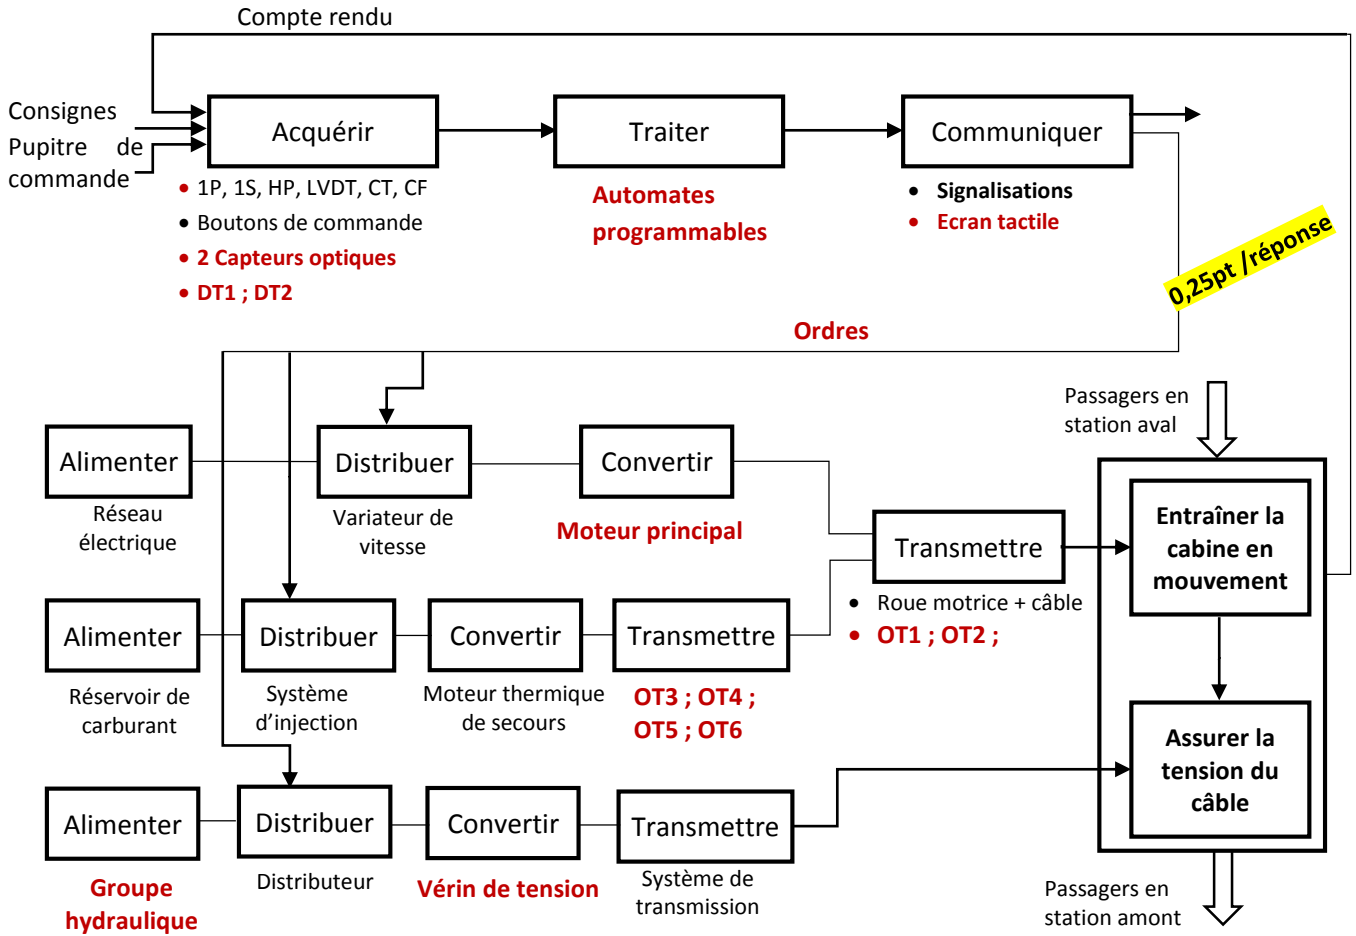 Compte rendu
Consignes
Pupitre de
commande
Acquérir
Traiter
Communiquer
• 1P, 1S, HP, LVDT, CT, CF
• Boutons de commande
• 2 Capteurs optiques
• DT1 ; DT2
Automates
programmables
• Signalisations
• Ecran tactile
0,25pt /réponse
Ordres
Passagers en
station aval
Alimenter
Distribuer
Convertir
Réseau
électrique
Variateur de
vitesse
Moteur principal
Transmettre
• Roue motrice + câble
• OT1 ; OT2 ;
Entraîner la
cabine en
mouvement
Alimenter
Distribuer
Convertir
Transmettre
Réservoir de
carburant
Système
d’injection
Moteur thermique
de secours
OT3 ; OT4 ;
OT5 ; OT6
Assurer la
tension du
câble
Alimenter
Distribuer
Convertir
Transmettre
Groupe
hydraulique
Distributeur
Vérin de tension
Système de
transmission
Passagers en
station amont